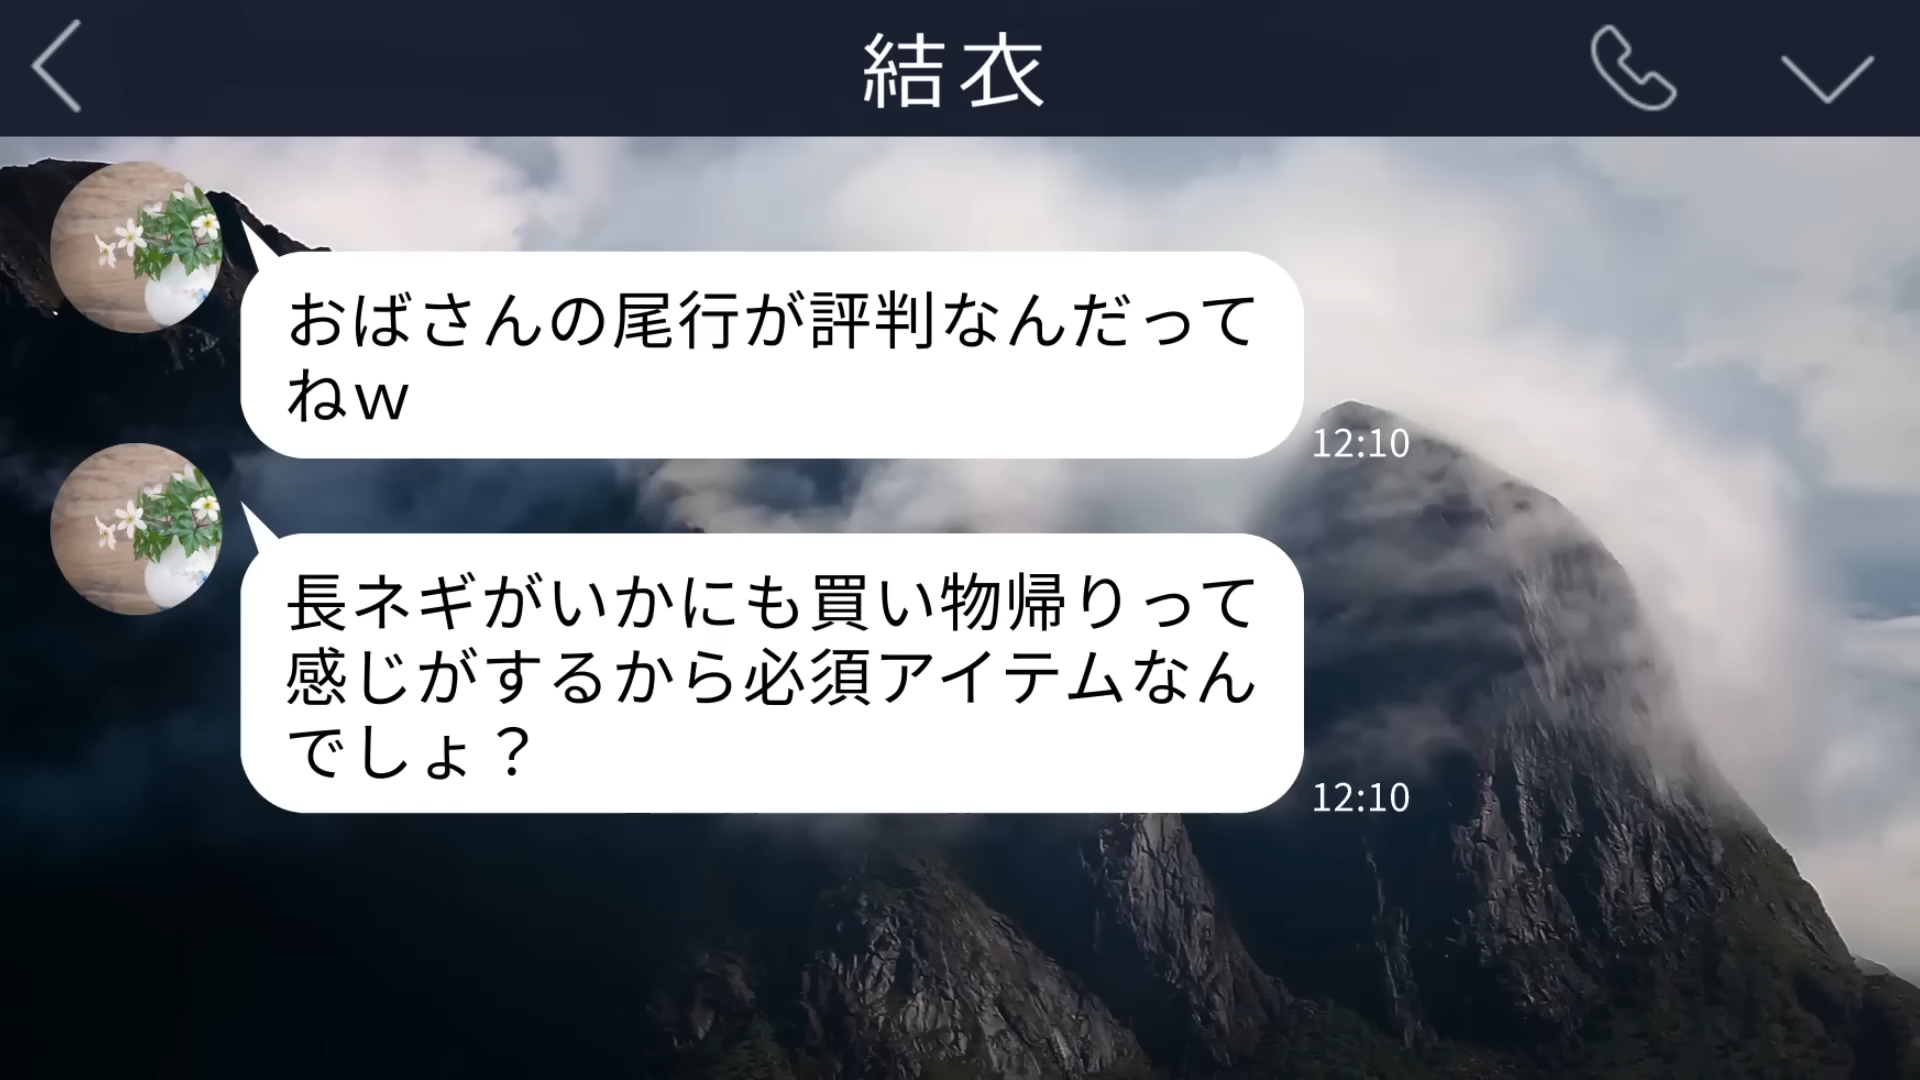 結衣
おばさんの尾行が評判なんだって
ねｗ
12:10
長ネギがいかにも買い物帰りって
感じがするから必須アイテムなん
でしょ？
12:10